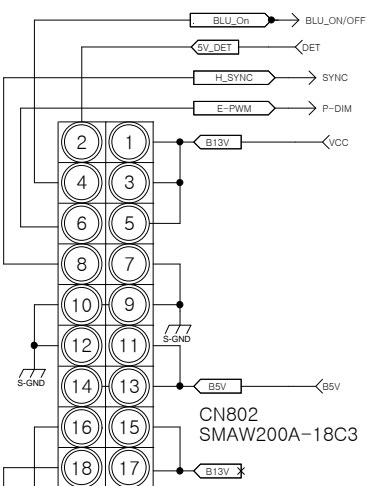 BLU_On BLU_ON/OFF
5V_DET DET
H_SYNC SYNC
E-PWM P-DIM
2 1 B13V VCC
4 3
6 5
8 7
10 9
S-GND
12 11
S-GND
14 13 B5V B5V
CN802
16 15
SMAW200A-18C3
18 17 B13V